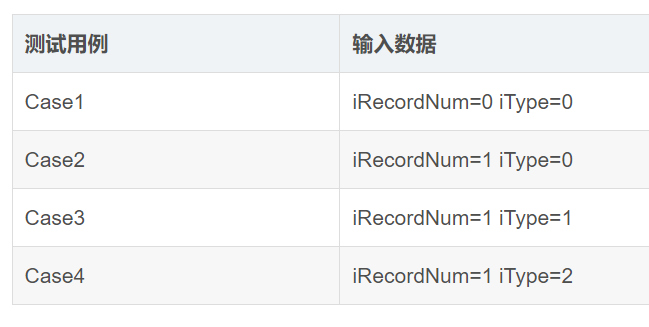 测试用例 输入数据
Case1 iRecordNum=0 iType=0
Case2 iRecordNum=1 iType=0
Case3 iRecordNum=1 iType=1
Case4 iRecordNum=1 iType=2